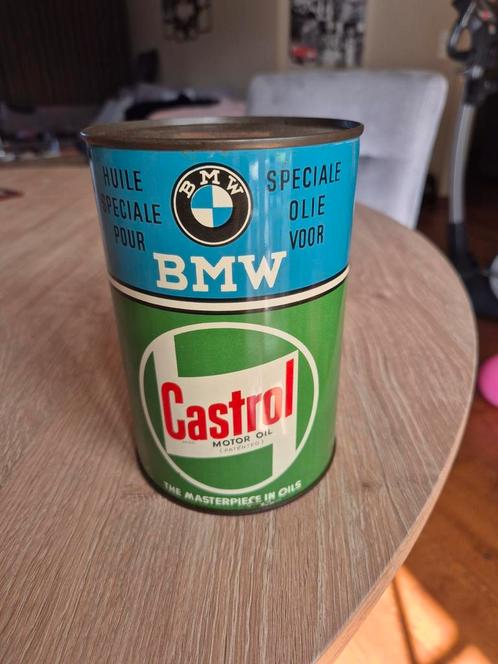 HUILE
SPECIALE
POUR
BMW
SPECIALE
OLIE
VOOR
BMW
Castrol
MOTOR OIL
(PATENTED)
THE MASTERPIECE IN OILS